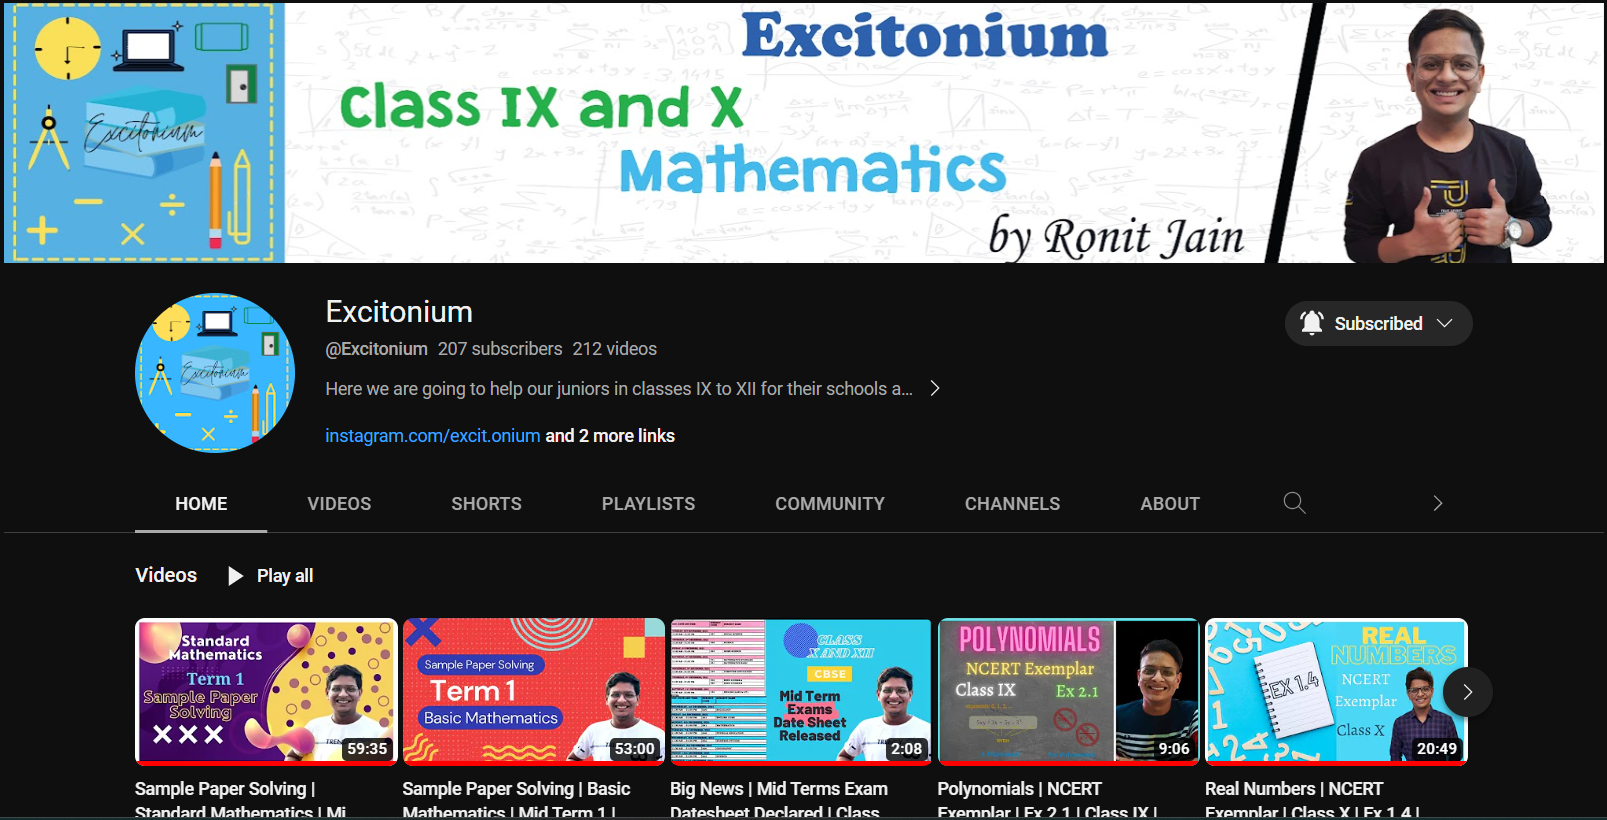 Excitonium
Class IX and X
Mathematics
by Ronit Jain
Excitonium
Excitonium
Excitonium
@Excitonium 207 subscribers 212 videos
Subscribed
Here we are going to help our juniors in classes IX to XII for their schools a...
instagram.com/excit.onium and 2 more links
HOME VIDEOS SHORTS PLAYLISTS COMMUNITY CHANNELS ABOUT
Videos Play all
Standard
Mathematics
Term 1
Sample Paper
Solving
59:35
Sample Paper Solving
Term 1
Basic Mathematics
53:00
CLASS
X AND XII
CBSE
Mid Term
Exams
Date Sheet
Released
2:08
POLYNOMIALS
NCERT Exemplar
Class IX Ex 2.1
9:06
REAL
NUMBERS
EX 1.4
NCERT
Exemplar
Class X
20:49
Sample Paper Solving |
Standard Mathematics | Mi
Sample Paper Solving | Basic
Mathematics | Mid Term 1 |
Big News | Mid Terms Exam
Datesheet Declared | Class
Polynomials | NCERT
Exemplar | Ex 2.1 | Class IX |
Real Numbers | NCERT
Exemplar | Class X | Ex 1.4 |